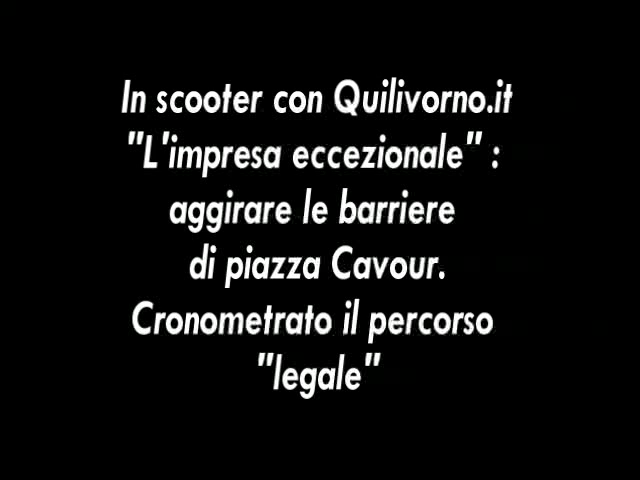 In scooter con Quilivorno.it
"L'impresa eccezionale" :
aggirare le barriere
di piazza Cavour.
Cronometrato il percorso
"legale"